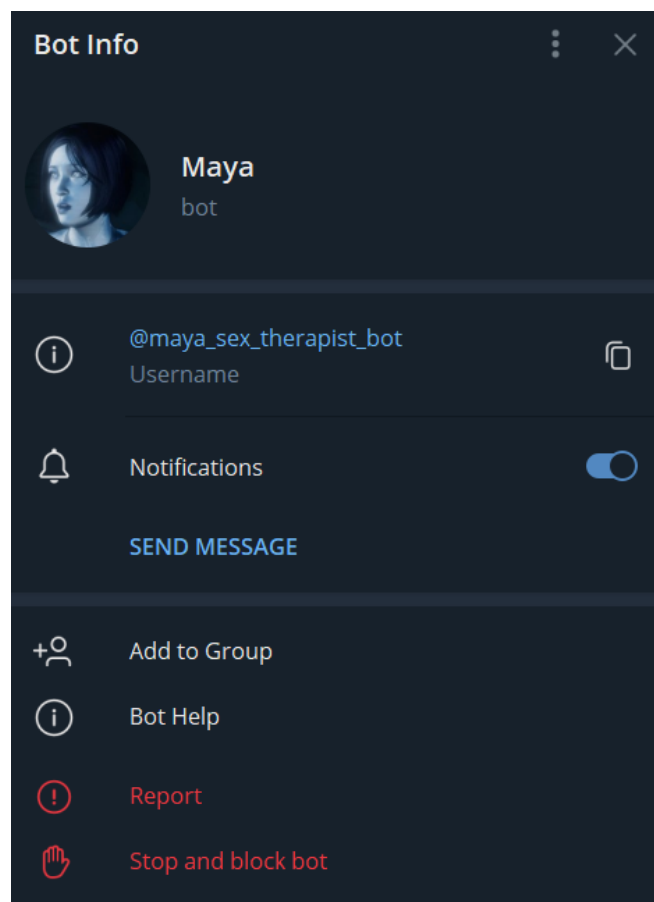 Bot Info
Maya
bot
@maya_sex_therapist_bot
Username
Notifications
SEND MESSAGE
Add to Group
Bot Help
Report
Stop and block bot